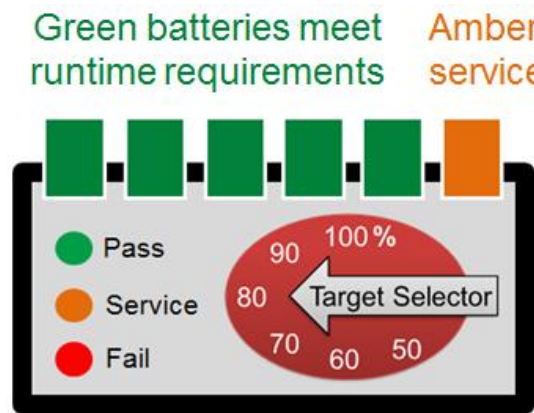 Green batteries meet
runtime requirements
Amber
service
Pass
Service
Fail
100%
90
80
70
60
50
Target Selector